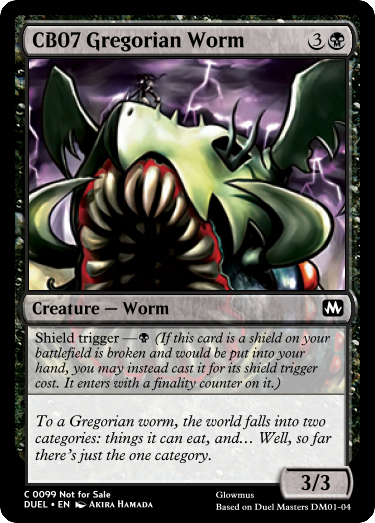 CB07 Gregorian Worm 3
Creature — Worm
Shield trigger — (If this card is a shield on your
battlefield is broken and would be put into your
hand, you may instead cast it for its shield trigger
cost. It enters with a finality counter on it.)
To a Gregorian worm, the world falls into two
categories: things it can eat, and… Well, so far
there's just the one category.
3/3
C 0099 Not for Sale
DUEL • EN Akira Hamada
Glowmus
Based on Duel Masters DM01-04